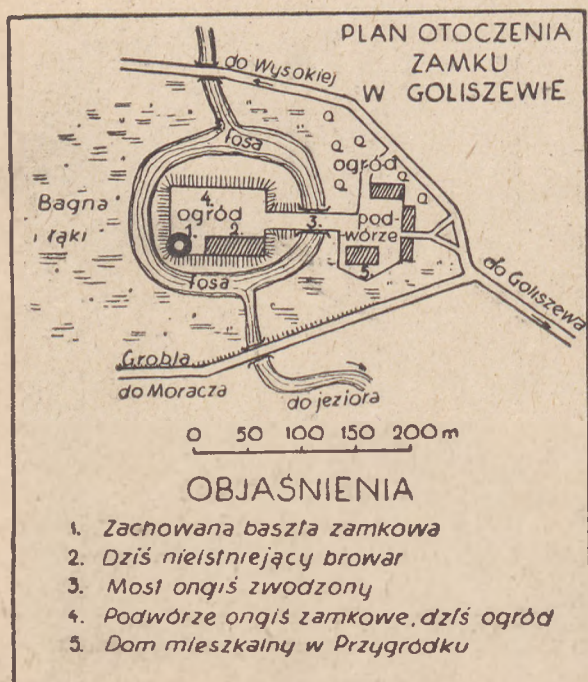 PLAN OTOCZENIA
ZAMKU
W GOLISZEWIE
do Wysokiej
fosa
ogród
Bagna
i łąki
4.
ogród
1.
2.
3.
pod-
wórze
5.
fosa
do Goliszewa
Grobla
do Moracza
do jeziora
0 50 100 150 200 m
OBJAŚNIENIA
1. Zachowana baszta zamkowa
2. Dziś nieistniejący browar
3. Most ongiś zwodzony
4. Podwórze ongiś zamkowe, dziś ogród
5. Dom mieszkalny w Przygródku